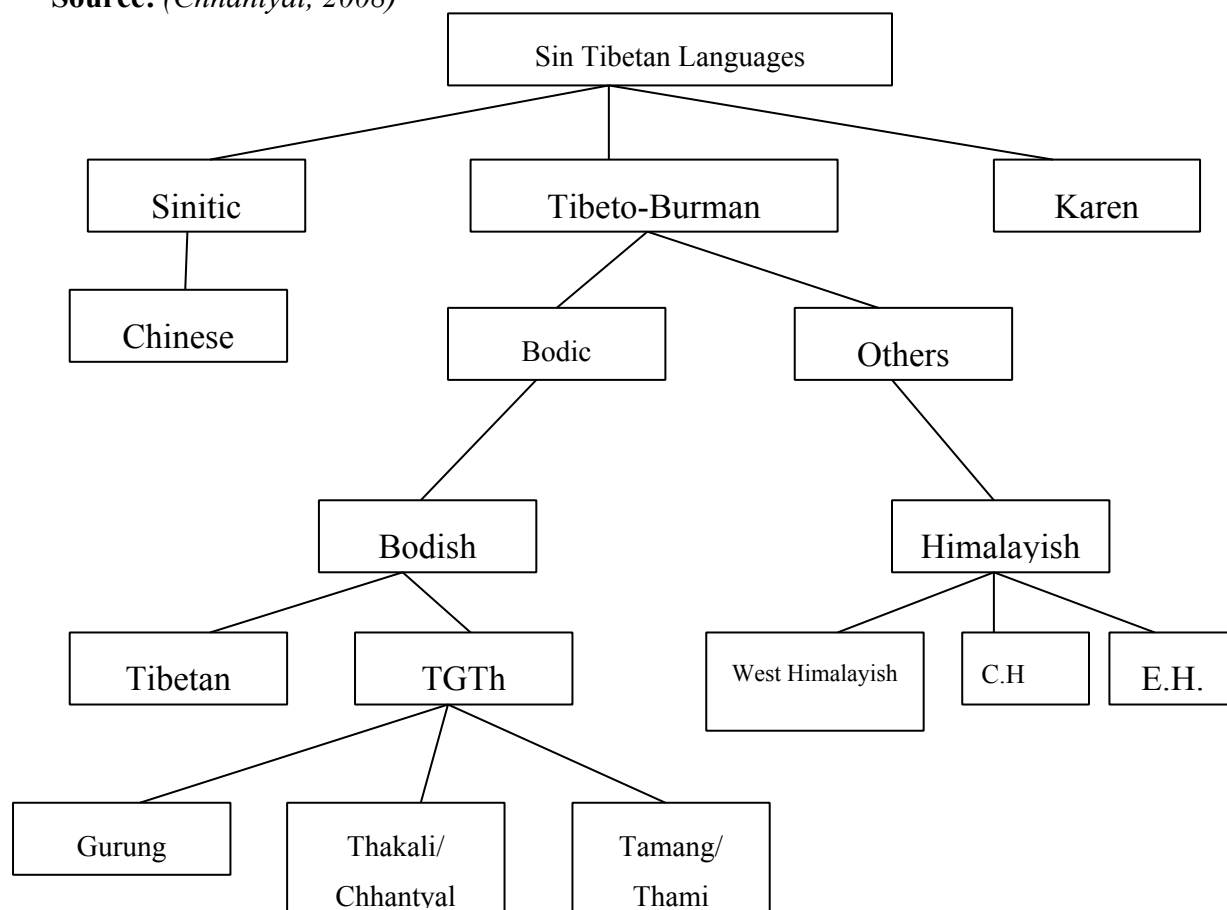 Source: (Chhantyal, 2008)
Sin Tibetan Languages
Sinitic
Tibeto-Burman
Karen
Chinese
Bodic
Others
Bodish
Himalayish
Tibetan
TGTh
West Himalayish
C.H
E.H.
Gurung
Thakali/
Chhantyal
Tamang/
Thami